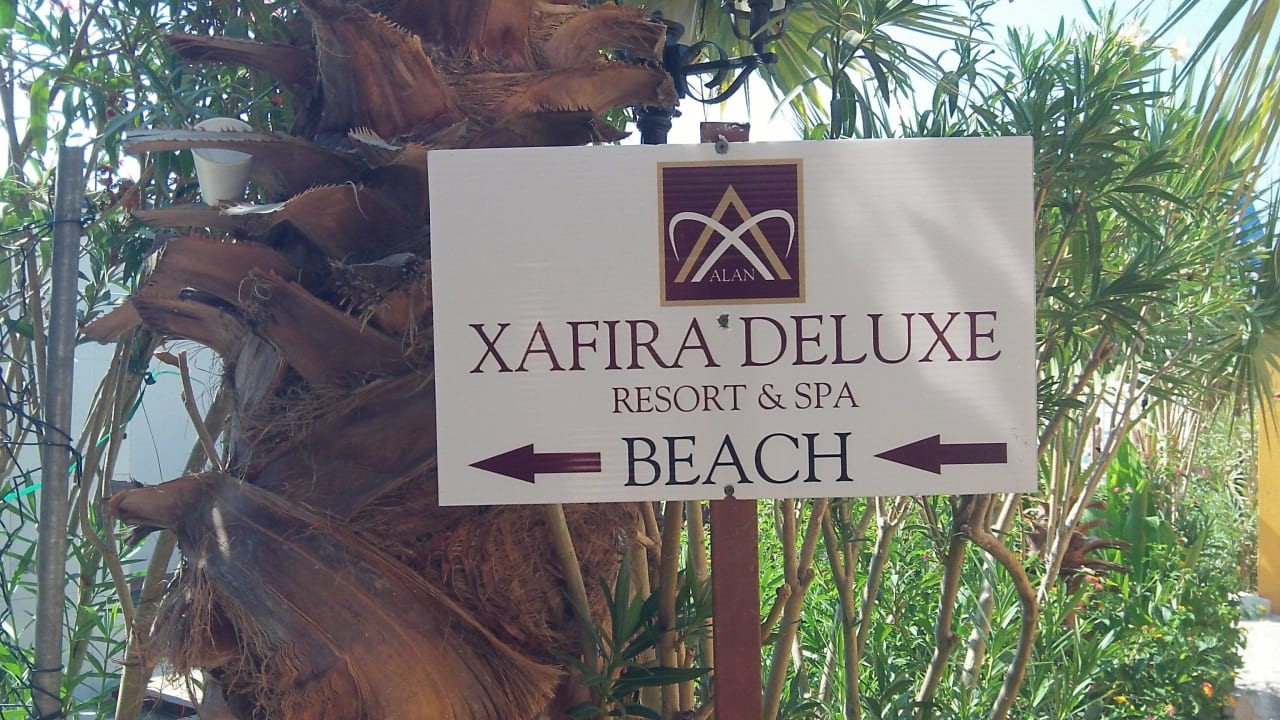 ALAN
XAFIRA DELUXE
RESORT & SPA
BEACH